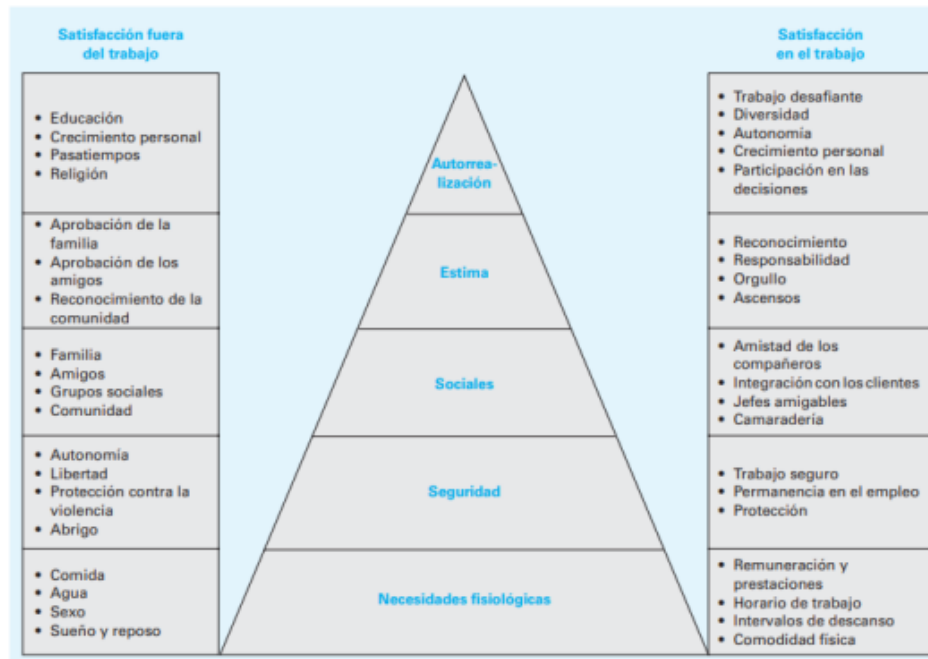 Satisfacción fuera
del trabajo
Satisfacción
en el trabajo
• Educación
• Crecimiento personal
• Pasatiempos
• Religión
Autorrea-
lización
• Trabajo desafiante
• Diversidad
• Autonomía
• Crecimiento personal
• Participación en las
decisiones
• Aprobación de la
familia
• Aprobación de los
amigos
• Reconocimiento de la
comunidad
Estima
• Reconocimiento
• Responsabilidad
• Orgullo
• Ascensos
• Familia
• Amigos
• Grupos sociales
• Comunidad
Sociales
• Amistad de los
compañeros
• Integración con los clientes
• Jefes amigables
• Camaradería
• Autonomía
• Libertad
• Protección contra la
violencia
• Abrigo
Seguridad
• Trabajo seguro
• Permanencia en el empleo
• Protección
• Comida
• Agua
• Sexo
• Sueño y reposo
Necesidades fisiológicas
• Remuneración y
prestaciones
• Horario de trabajo
• Intervalos de descanso
• Comodidad física